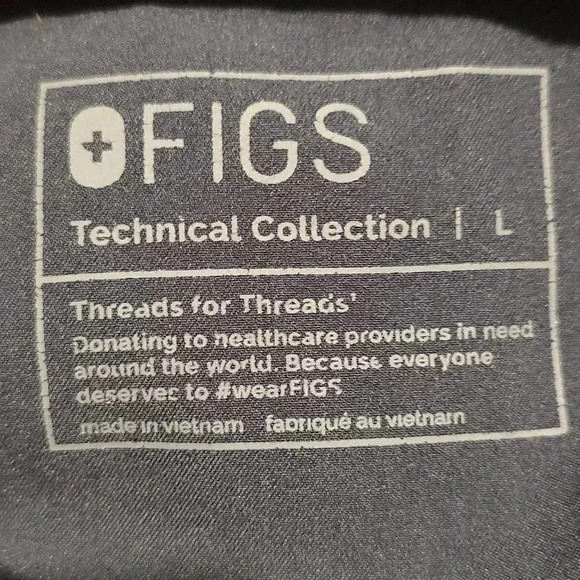 FIGS
Technical Collection | L
Threads for Threads
Donating to healthcare providers in need
around the world. Because everyone
deserves to #wearFIGS
made in vietnam fabriqué au vietnam